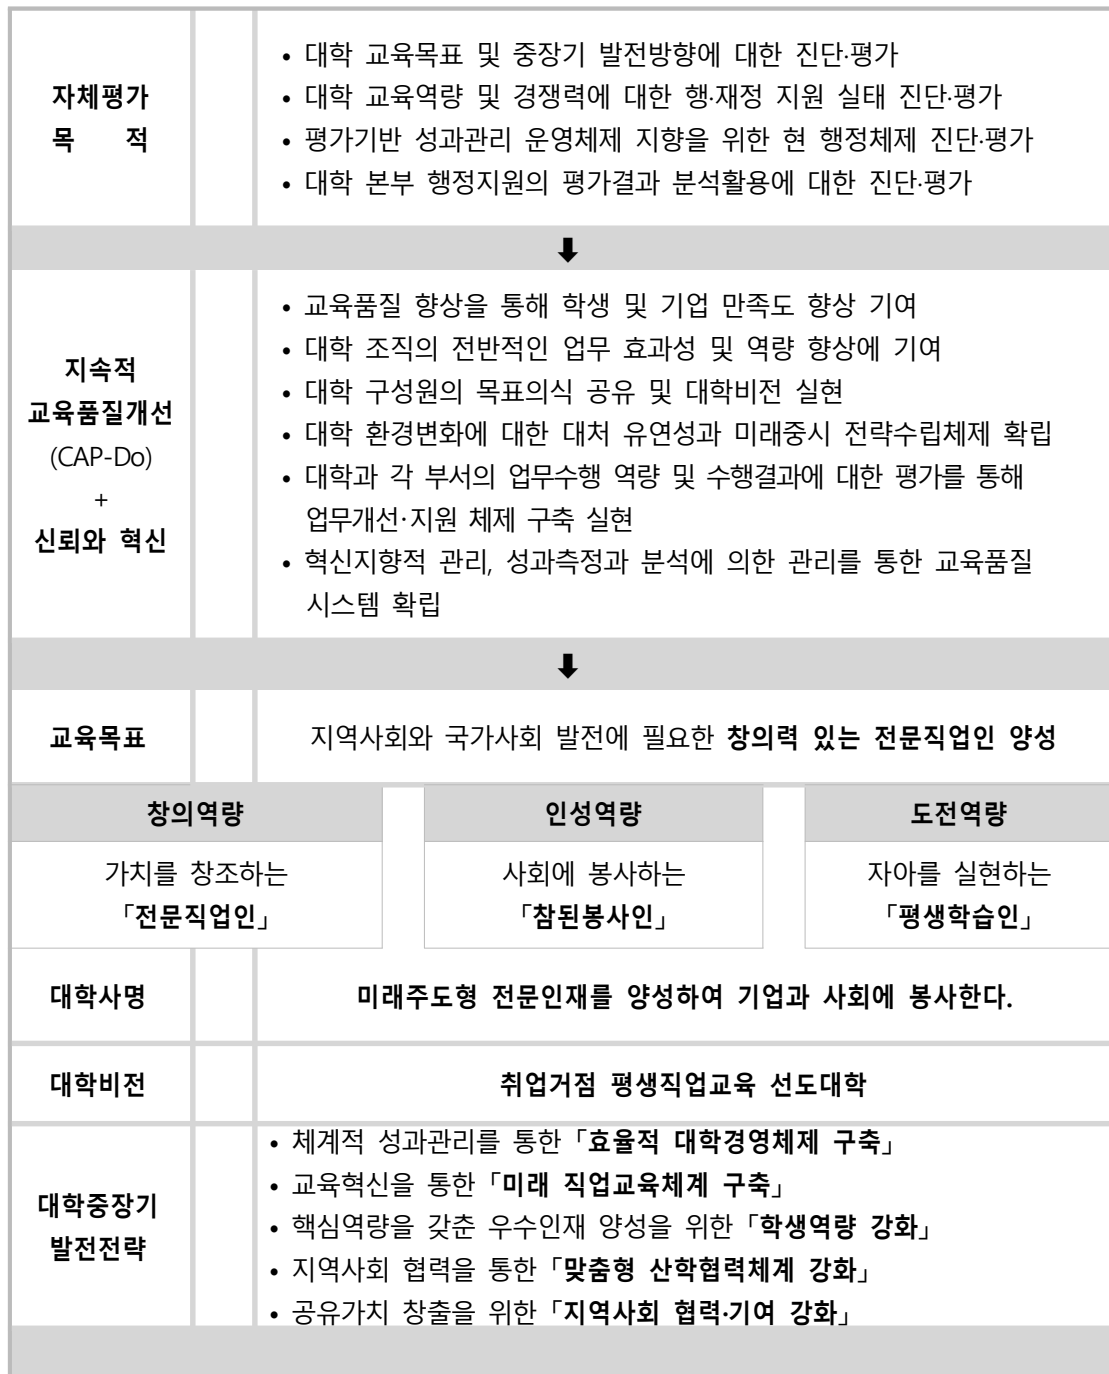 자체평가
목 적
• 대학 교육목표 및 중장기 발전방향에 대한 진단·평가
• 대학 교육역량 및 경쟁력에 대한 행·재정 지원 실태 진단·평가
• 평가기반 성과관리 운영체제 지향을 위한 현 행정체제 진단·평가
• 대학 본부 행정지원의 평가결과 분석활용에 대한 진단·평가
⬇
지속적
교육품질개선
(CAP-Do)
+
신뢰와 혁신
• 교육품질 향상을 통해 학생 및 기업 만족도 향상 기여
• 대학 조직의 전반적인 업무 효과성 및 역량 향상에 기여
• 대학 구성원의 목표의식 공유 및 대학비전 실현
• 대학 환경변화에 대한 대처 유연성과 미래중시 전략수립체제 확립
• 대학과 각 부서의 업무수행 역량 및 수행결과에 대한 평가를 통해
업무개선·지원 체제 구축 실현
• 혁신지향적 관리, 성과측정과 분석에 의한 관리를 통한 교육품질
시스템 확립
⬇
교육목표
지역사회와 국가사회 발전에 필요한 창의력 있는 전문직업인 양성
창의역량
가치를 창조하는
「전문직업인」
인성역량
사회에 봉사하는
「참된봉사인」
도전역량
자아를 실현하는
「평생학습인」
대학사명
미래주도형 전문인재를 양성하여 기업과 사회에 봉사한다.
대학비전
취업거점 평생직업교육 선도대학
대학중장기
발전전략
• 체계적 성과관리를 통한 「효율적 대학경영체제 구축」
• 교육혁신을 통한 「미래 직업교육체계 구축」
• 핵심역량을 갖춘 우수인재 양성을 위한 「학생역량 강화」
• 지역사회 협력을 통한 「맞춤형 산학협력체계 강화」
• 공유가치 창출을 위한 「지역사회 협력·기여 강화」